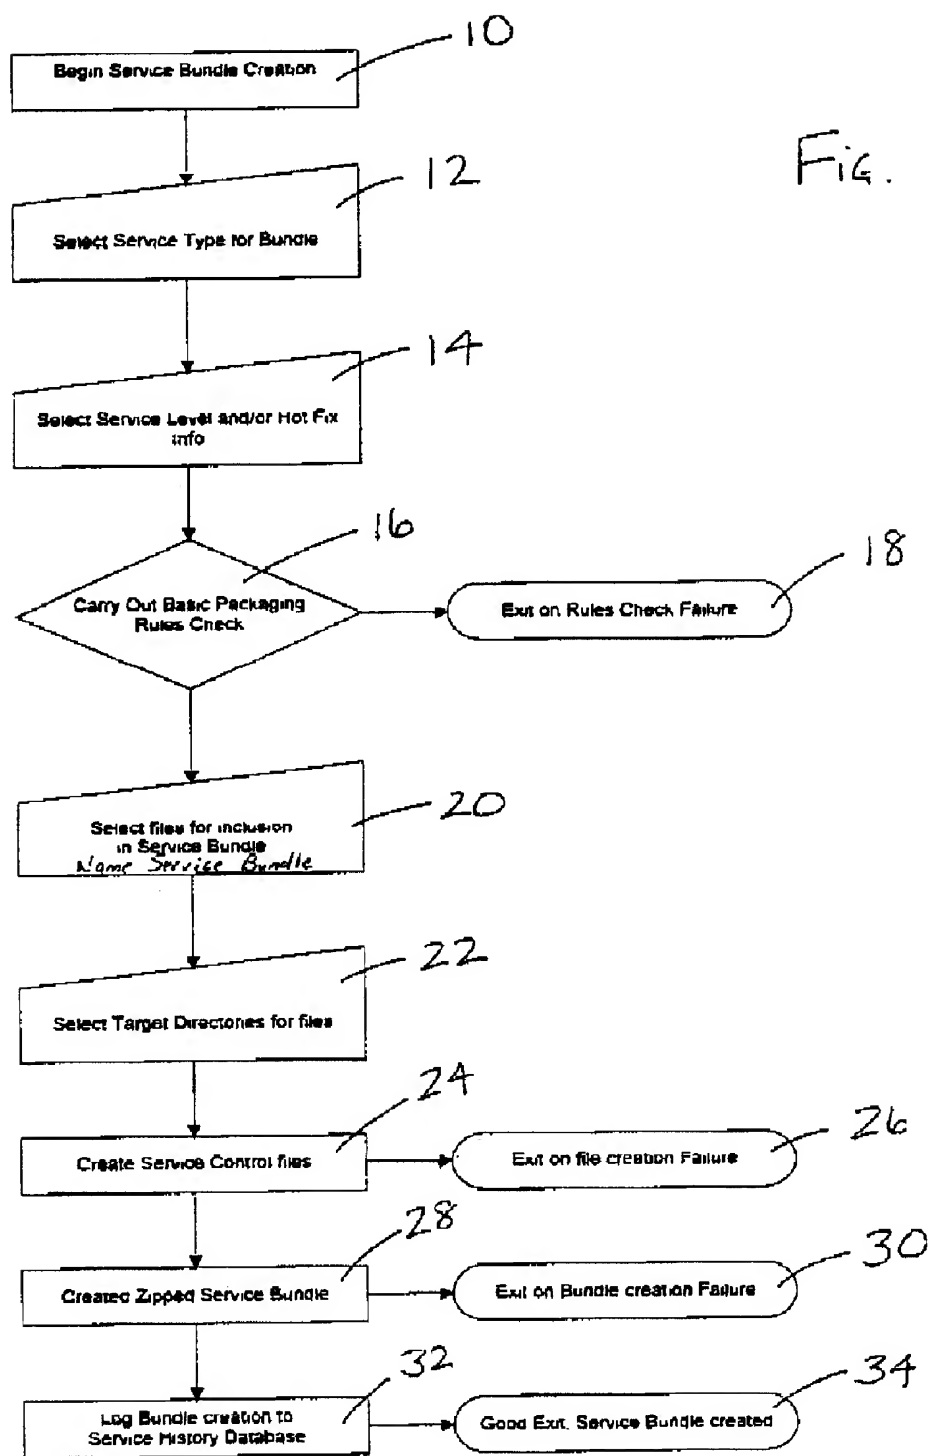 10
Begin Service Bundle Creation
Fig.
12
Select Service Type for Bundle
14
Select Service Level and/or Hot Fix
info
16
18
Carry Out Basic Packaging
Rules Check
Exit on Rules Check Failure
20
Select files for inclusion
in Service Bundle
Name Service Bundle
22
Select Target Directories for files
24
26
Create Service Control files
Exit on file creation Failure
28
30
Created Zipped Service Bundle
Exit on Bundle creation Failure
32
34
Log Bundle creation to
Service History Database
Good Exit. Service Bundle created